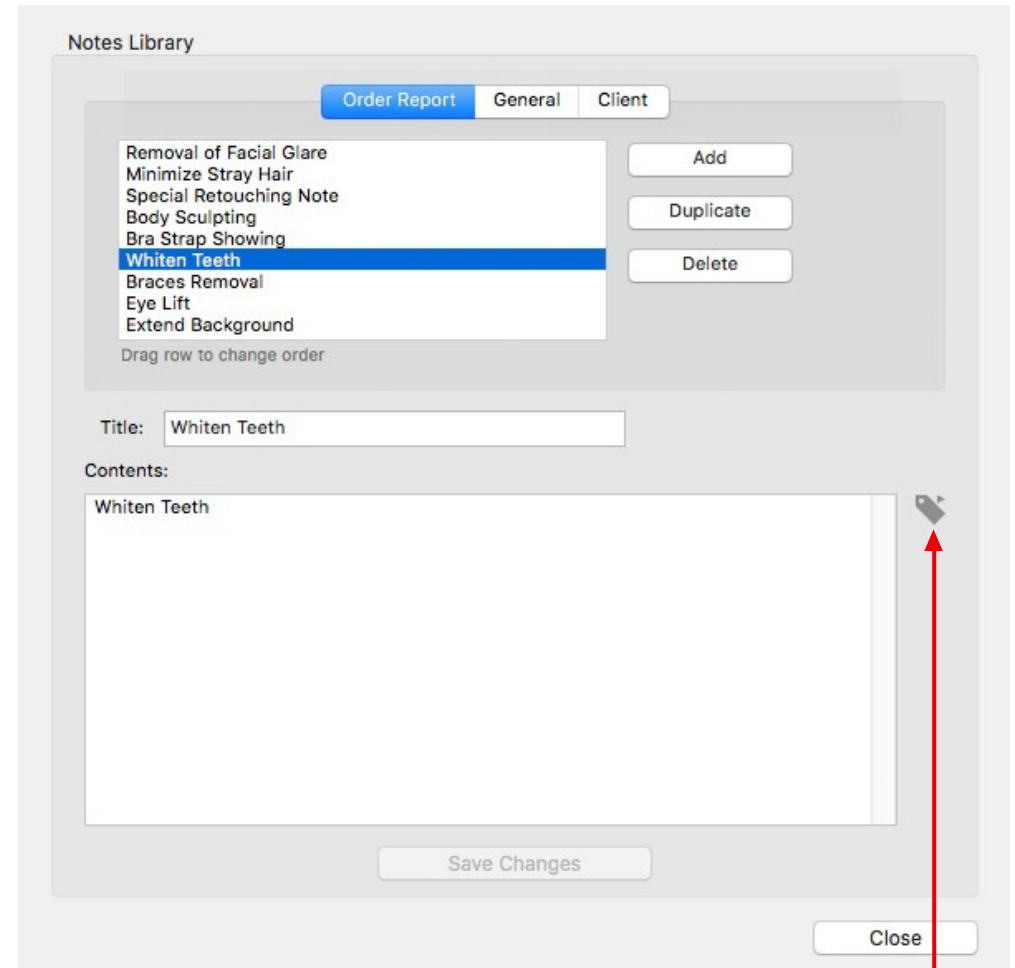 Notes Library
Order Report General Client
Removal of Facial Glare
Minimize Stray Hair
Special Retouching Note
Body Sculpting
Bra Strap Showing
Whiten Teeth
Braces Removal
Eye Lift
Extend Background
Drag row to change order
Add
Duplicate
Delete
Title: Whiten Teeth
Contents:
Whiten Teeth
Save Changes
Close